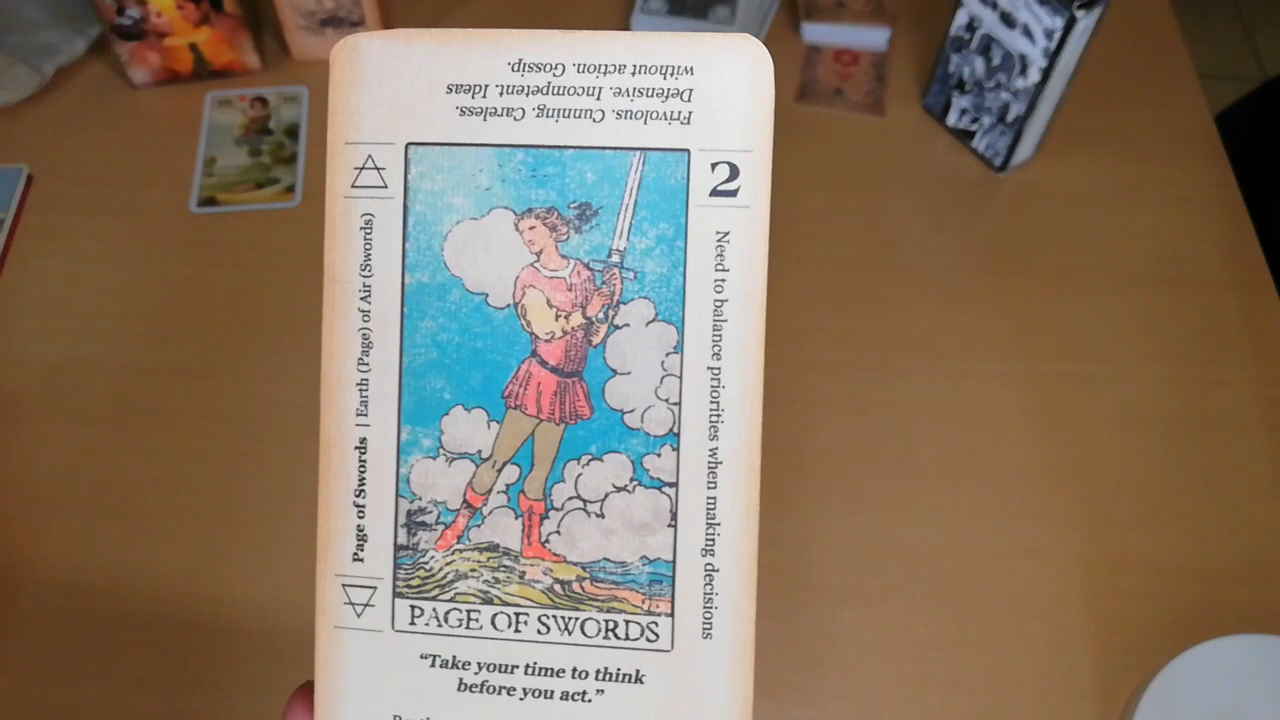 Frivolous. Cunning. Careless.
Defensive. Incompetent. Ideas
without action. Gossip.
2
Page of Swords | Earth (Page) of Air (Swords)
Need to balance priorities when making decisions
PAGE OF SWORDS
“Take your time to think
before you act.”